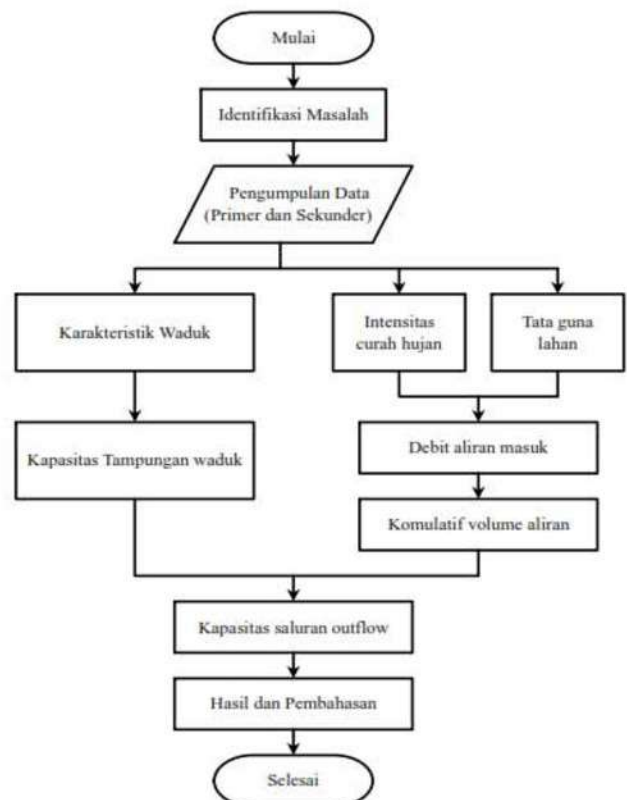 Mulai
Identifikasi Masalah
Pengumpulan Data
(Primer dan Sekunder)
Karakteristik Waduk
Intensitas
curah hujan
Tata guna
lahan
Kapasitas Tampungan waduk
Debit aliran masuk
Komulatif volume aliran
Kapasitas saluran outflow
Hasil dan Pembahasan
Selesai